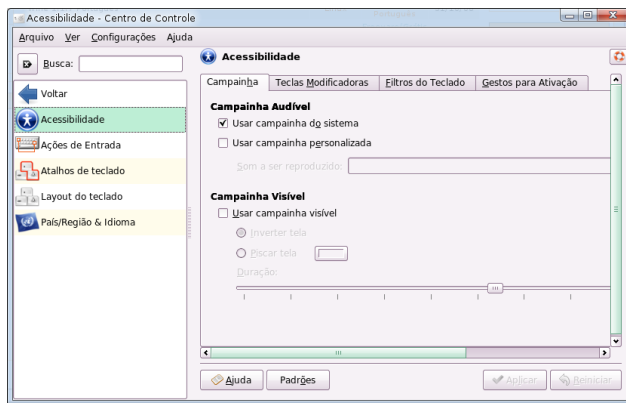 Acessibilidade - Centro de Controle
Arquivo Ver Configurações Ajuda
Busca:
Voltar
Acessibilidade
Ações de Entrada
Atalhos de teclado
Layout do teclado
País/Região & Idioma
Acessibilidade
Campainha Teclas Modificadoras Filtros do Teclado Gestos para Ativação
Campainha Audível
Usar campainha do sistema
Usar campainha personalizada
Som a ser reproduzido:
Campainha Visível
Usar campainha visível
Inverter tela
Piscar tela
Duração:
Ajuda Padrões Aplicar Reiniciar